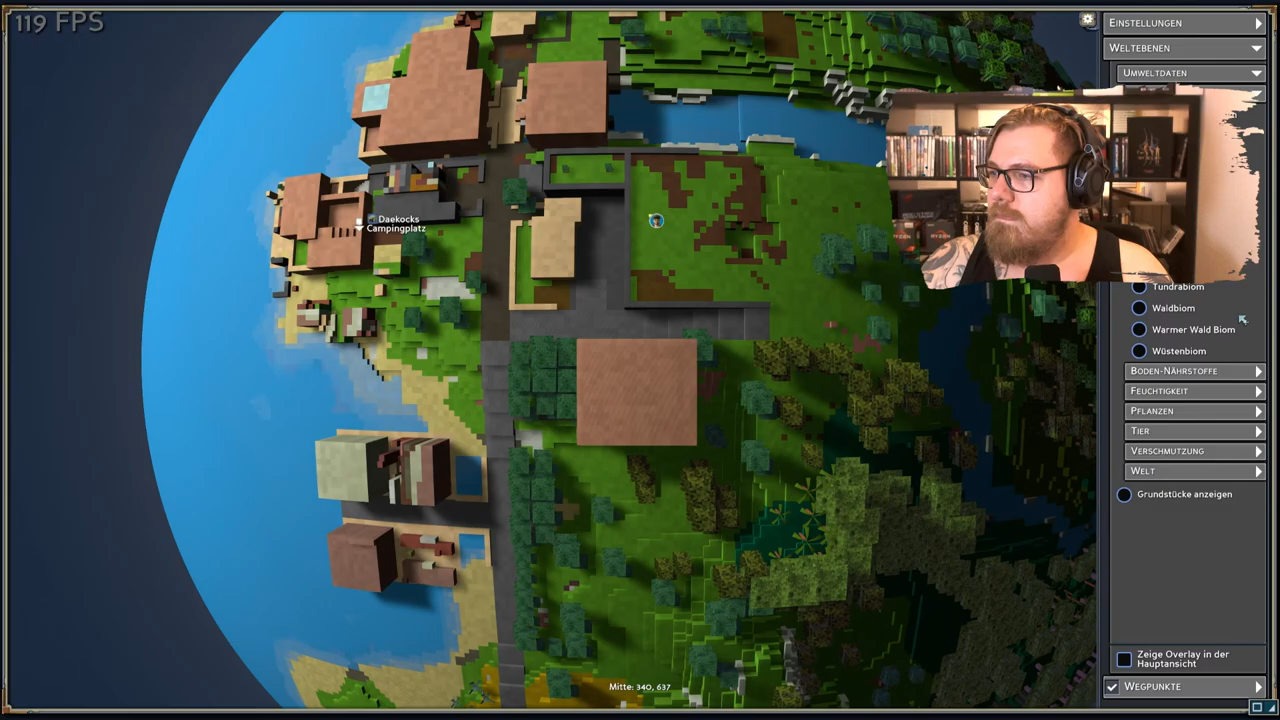 119 FPS
EINSTELLUNGEN
WELTEBENEN
UMWELTDATEN
Daekocks
Campingplatz
Tundrabiom
Waldbiom
Warmer Wald Biom
Wüstenbiom
BODEN-NÄHRSTOFFE
FEUCHTIGKEIT
PFLANZEN
TIER
VERSCHMUTZUNG
WELT
Grundstücke anzeigen
Zeige Overlay in der
Hauptansicht
Mitte: 340, 637
WEGPUNKTE